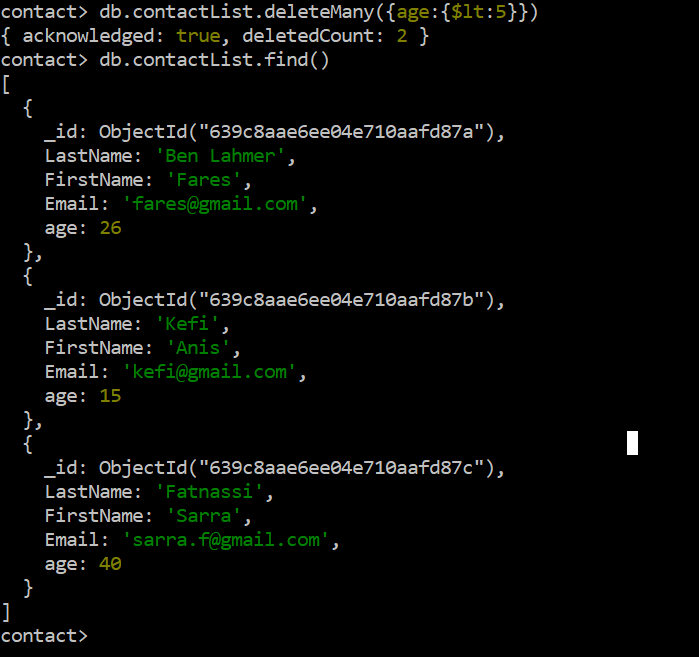 contact> db.contactList.deleteMany({age:{$lt:5}})
{ acknowledged: true, deletedCount: 2 }
contact> db.contactList.find()
[
  {
    _id: ObjectId("639c8aae6ee04e710aafd87a"),
    LastName: 'Ben Lahmer',
    FirstName: 'Fares',
    Email: 'fares@gmail.com',
    age: 26
  },
  {
    _id: ObjectId("639c8aae6ee04e710aafd87b"),
    LastName: 'Kefi',
    FirstName: 'Anis',
    Email: 'kefi@gmail.com',
    age: 15
  },
  {
    _id: ObjectId("639c8aae6ee04e710aafd87c"),
    LastName: 'Fatnassi',
    FirstName: 'Sarra',
    Email: 'sarra.f@gmail.com',
    age: 40
  }
]
contact>